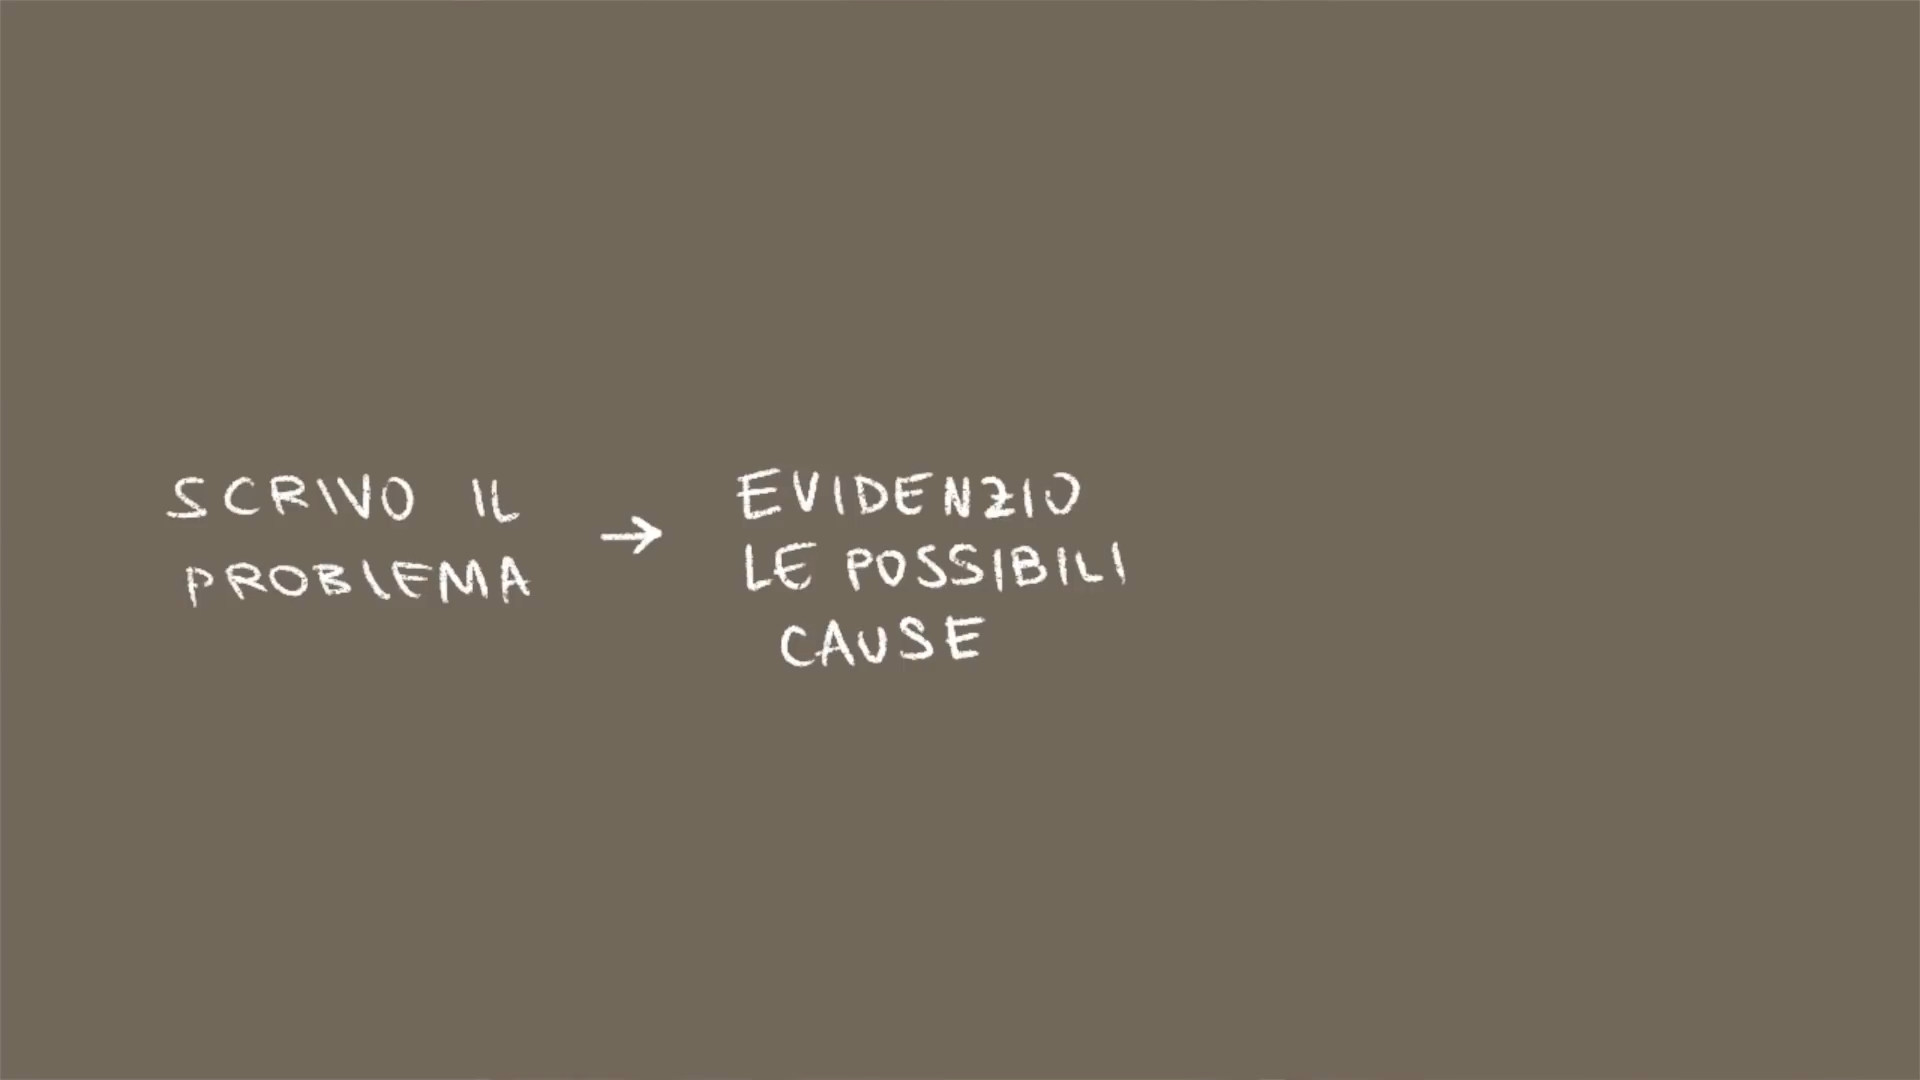 SCRIVO IL
PROBLEMA
→
EVIDENZIO
LE POSSIBILI
CAUSE